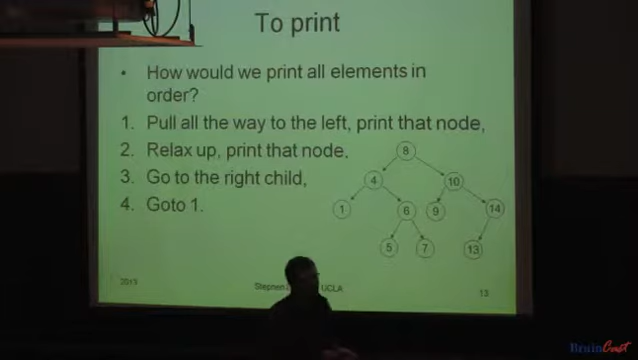 To print
• How would we print all elements in
order?
1. Pull all the way to the left, print that node,
2. Relax up, print that node.
3. Go to the right child,
4. Goto 1.
8
4
10
1
6
9
14
5
7
13
2013
Stephen
UCLA
13
BruinCast